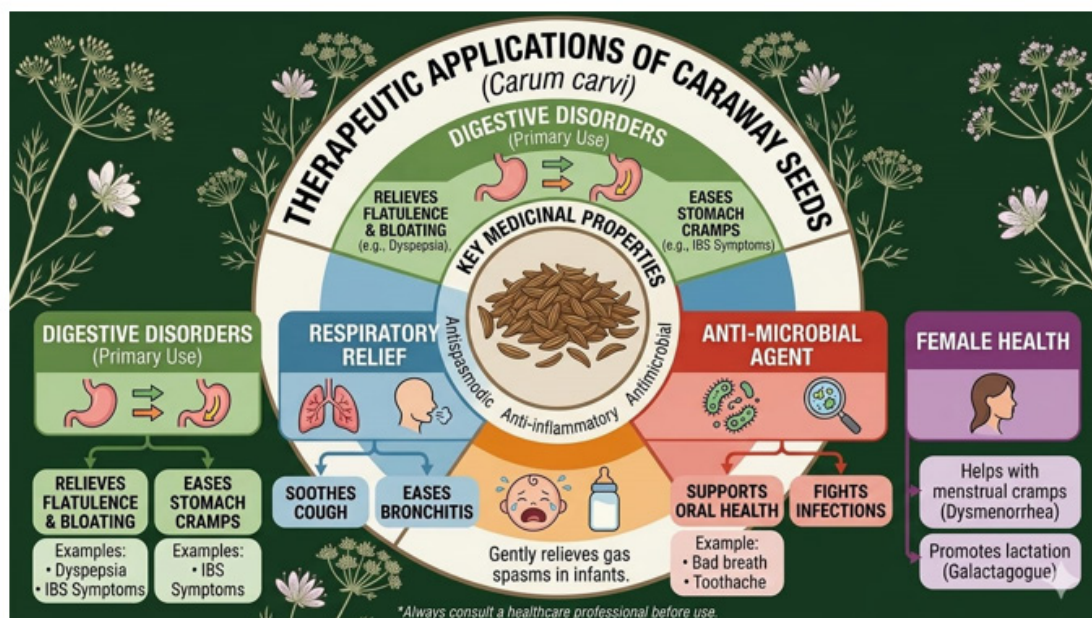 THERAPEUTIC APPLICATIONS OF CARAWAY SEEDS
(Carum carvi)
DIGESTIVE DISORDERS
(Primary Use)
RELIEVES
FLATULENCE
& BLOATING
(e.g., Dyspepsia).
EASES
STOMACH
CRAMPS
(e.g., IBS Symptoms)
KEY MEDICINAL PROPERTIES
Antispasmodic
Anti-inflammatory
Antimicrobial
DIGESTIVE DISORDERS
(Primary Use)
RELIEVES
FLATULENCE
& BLOATING
Examples:
• Dyspepsia
• IBS Symptoms
EASES
STOMACH
CRAMPS
Examples:
• IBS
Symptoms
RESPIRATORY
RELIEF
SOOTHES
COUGH
EASES
BRONCHITIS
Gently relieves gas
spasms in infants.
ANTI-MICROBIAL
AGENT
SUPPORTS
ORAL HEALTH
Example:
• Bad breath
• Toothache
FIGHTS
INFECTIONS
FEMALE HEALTH
Helps with
menstrual cramps
(Dysmenorrhea)
Promotes lactation
(Galactagogue)
*Always consult a healthcare professional before use.